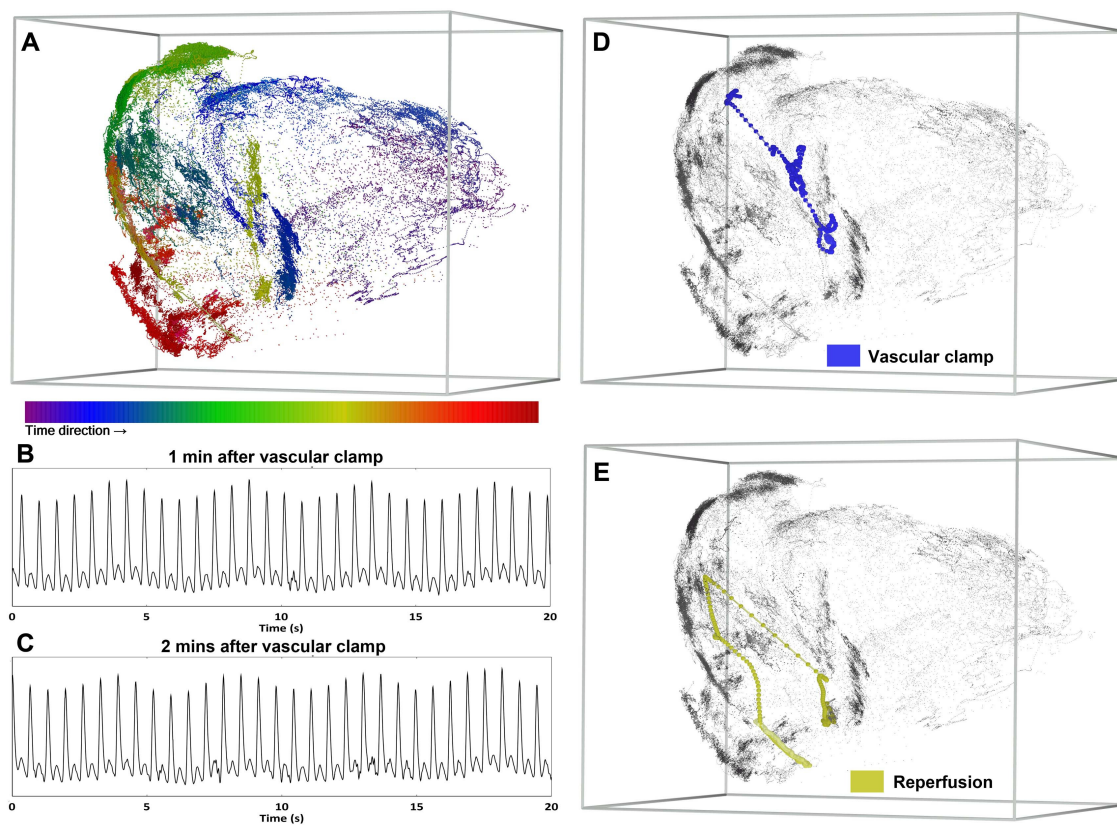 A
Time direction →
B
1 min after vascular clamp
0 5 10 15 20
Time (s)
C
2 mins after vascular clamp
0 5 10 15 20
Time (s)
D
Vascular clamp
E
Reperfusion